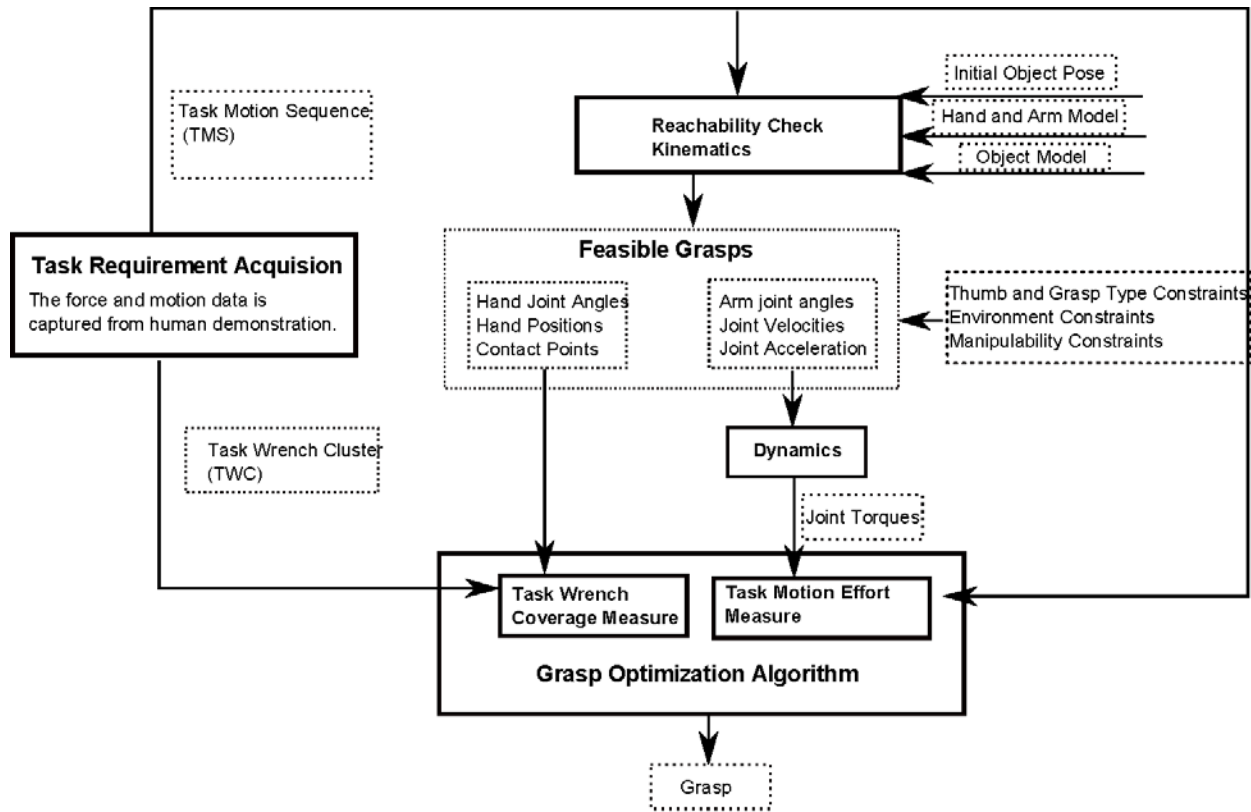 Task Motion Sequence
(TMS)
Initial Object Pose
Hand and Arm Model
Object Model
Reachability Check
Kinematics
Task Requirement Acquision
The force and motion data is
captured from human demonstration.
Feasible Grasps
Hand Joint Angles
Hand Positions
Contact Points
Arm joint angles
Joint Velocities
Joint Acceleration
Thumb and Grasp Type Constraints
Environment Constraints
Manipulability Constraints
Task Wrench Cluster
(TWC)
Dynamics
Joint Torques
Task Wrench
Coverage Measure
Task Motion Effort
Measure
Grasp Optimization Algorithm
Grasp